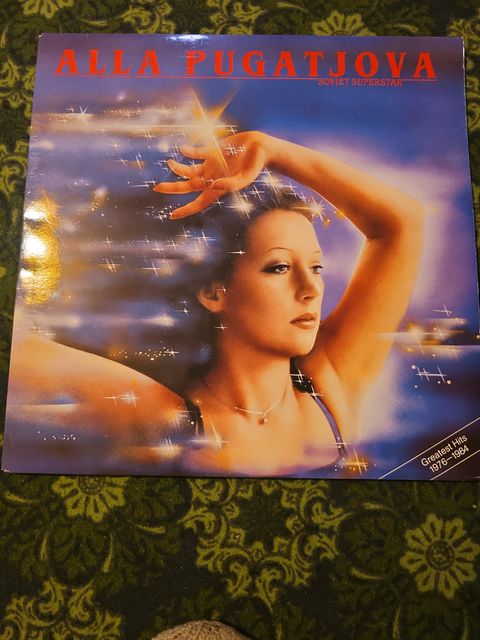 ALLA PUGATJOVA
SOVIET SUPERSTAR
Greatest Hits
1976–1984